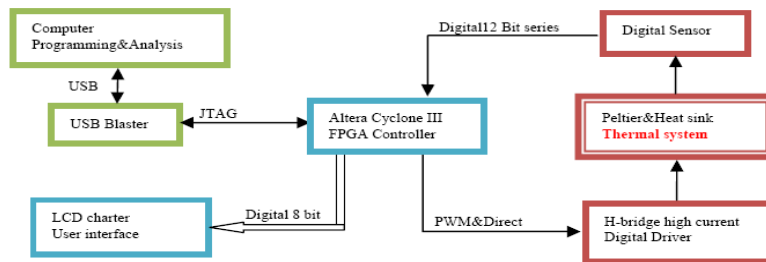 Computer
Programming&Analysis
USB
USB Blaster
JTAG
Altera Cyclone III
FPGA Controller
Digital12 Bit series
Digital Sensor
Peltier&Heat sink
Thermal system
H-bridge high current
Digital Driver
PWM&Direct
Digital 8 bit
LCD charter
User interface